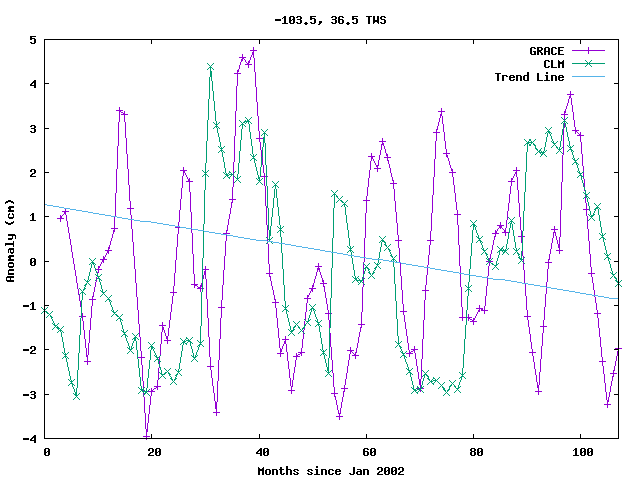 -103.5, 36.5 TWS
GRACE
CLM
Trend Line
5
4
3
2
1
0
-1
-2
-3
-4
Anomaly (cm)
0 20 40 60 80 100
Months since Jan 2002